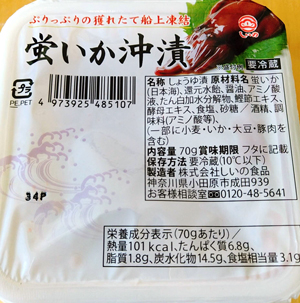 ぷりっぷりの獲れたて船上凍結
しいの
蛍いか沖漬
要冷蔵
プラ
PE,PET
4973925485107
名称 しょうゆ漬 原材料名 蛍いか
(日本海)、還元水飴、醤油、アミノ酸
液、たん白加水分解物、鰹節エキス、
酵母エキス、食塩、砂糖/酒精、調
味料(アミノ酸等)、
(一部に小麦・いか・大豆・豚肉を
含む)
内容量 70g 賞味期限 フタに記載
保存方法 要冷蔵(10℃以下)
製造者 株式会社しいの食品
神奈川県小田原市成田939
お客様相談室 0120-48-5641
34P
栄養成分表示(70gあたり)/
熱量101kcal、たんぱく質6.8g、
脂質1.8g、炭水化物14.5g、食塩相当量3.1g